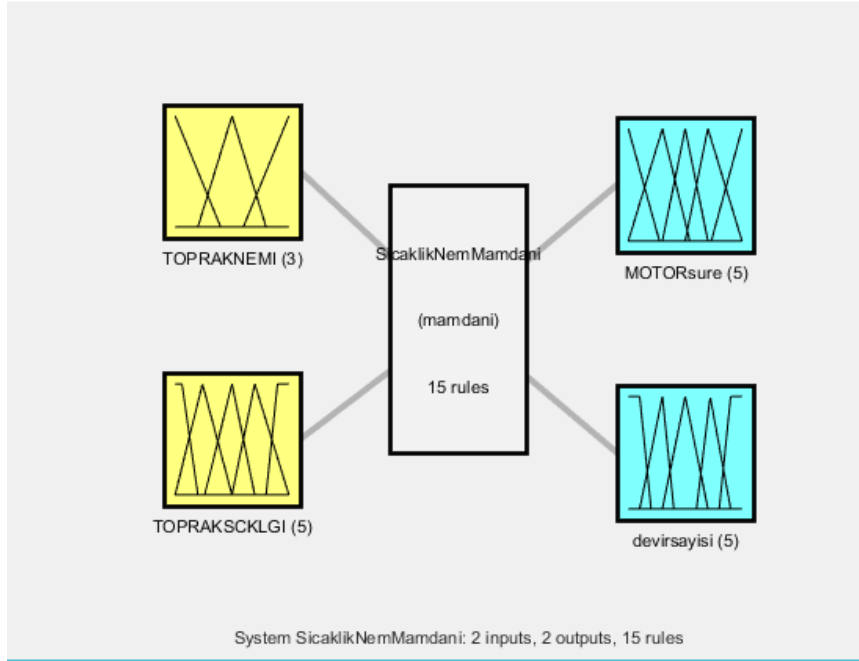 TOPRAKNEMI (3)
TOPRAKSCKLGI (5)
SicaklikNemMamdani
(mamdani)
15 rules
MOTORsure (5)
devirsayisi (5)
System SicaklikNemMamdani: 2 inputs, 2 outputs, 15 rules